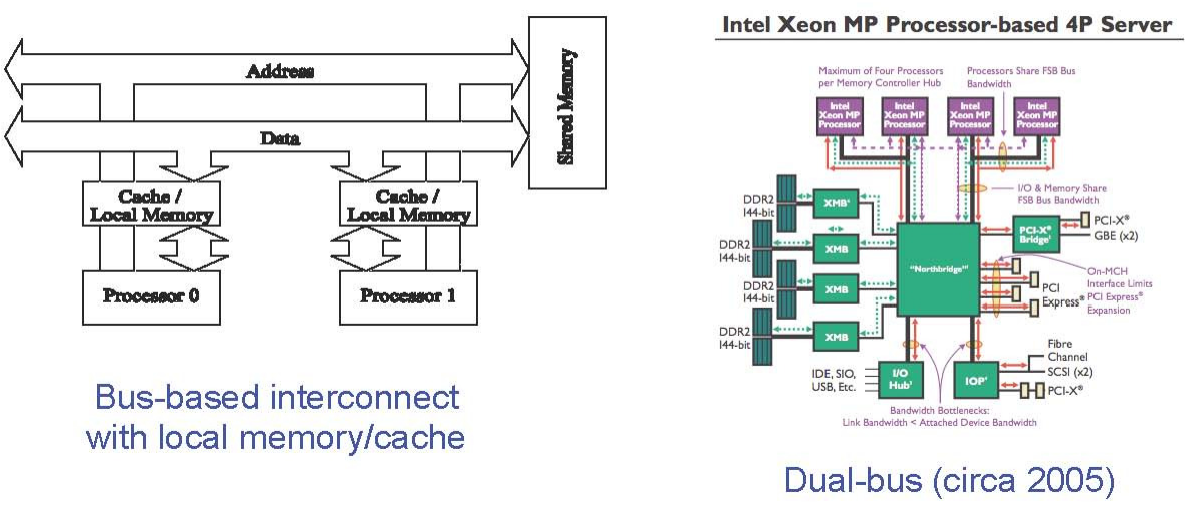 Address
Data
Shared Memory
Cache /
Local Memory
Cache /
Local Memory
Processor 0
Processor 1
Bus-based interconnect
with local memory/cache
Intel Xeon MP Processor-based 4P Server
Maximum of Four Processors
per Memory Controller Hub
Processors Share FSB Bus
Bandwidth
Intel
Xeon MP
Processor
Intel
Xeon MP
Processor
Intel
Xeon MP
Processor
Intel
Xeon MP
Processor
I/O & Memory Share
FSB Bus Bandwidth
DDR2
144-bit
XMB¹
DDR2
144-bit
XMB
DDR2
144-bit
XMB
DDR2
144-bit
XMB
"Northbridge"
PCI-X®
Bridge¹
PCI-X®
GBE (x2)
PCI
Express®
On-MCH
Interface Limits
PCI Express®
Expansion
IDE, SIO,
USB, Etc.
I/O
Hub¹
IOP¹
Fibre
Channel
SCSI (x2)
PCI-X®
Bandwidth Bottlenecks:
Link Bandwidth < Attached Device Bandwidth
Dual-bus (circa 2005)